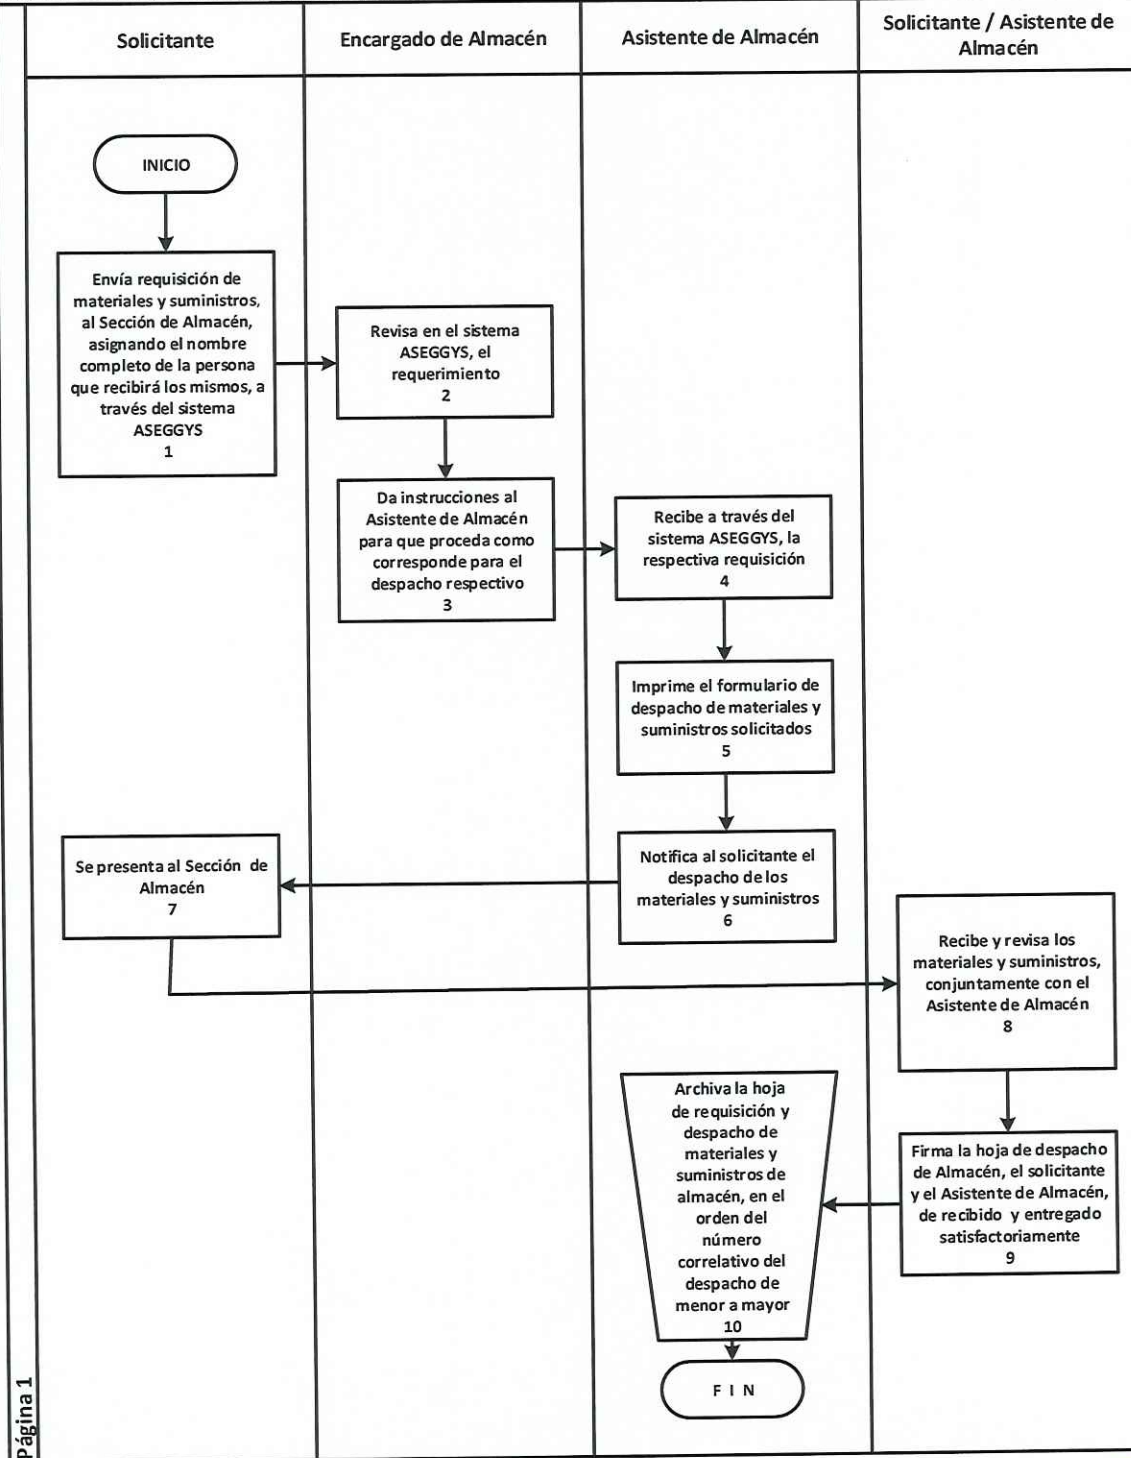 Solicitante
Encargado de Almacén
Asistente de Almacén
Solicitante / Asistente de
Almacén
INICIO
Envía requisición de
materiales y suministros,
al Sección de Almacén,
asignando el nombre
completo de la persona
que recibirá los mismos, a
través del sistema
ASEGGYS
1
Revisa en el sistema
ASEGGYS, el
requerimiento
2
Da instrucciones al
Asistente de Almacén
para que proceda como
corresponde para el
despacho respectivo
3
Recibe a través del
sistema ASEGGYS, la
respectiva requisición
4
Imprime el formulario de
despacho de materiales y
suministros solicitados
5
Notifica al solicitante el
despacho de los
materiales y suministros
6
Se presenta al Sección de
Almacén
7
Recibe y revisa los
materiales y suministros,
conjuntamente con el
Asistente de Almacén
8
Firma la hoja de despacho
de Almacén, el solicitante
y el Asistente de Almacén,
de recibido y entregado
satisfactoriamente
9
Archiva la hoja
de requisición y
despacho de
materiales y
suministros de
almacén, en el
orden del
número
correlativo del
despacho de
menor a mayor
10
F I N
Página 1